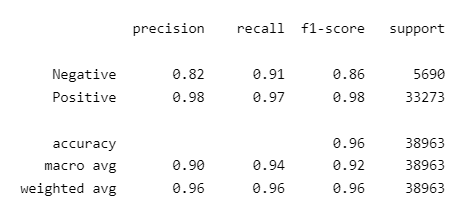 precision recall f1-score support
Negative 0.82 0.91 0.86 5690
Positive 0.98 0.97 0.98 33273
accuracy 0.96 38963
macro avg 0.90 0.94 0.92 38963
weighted avg 0.96 0.96 0.96 38963